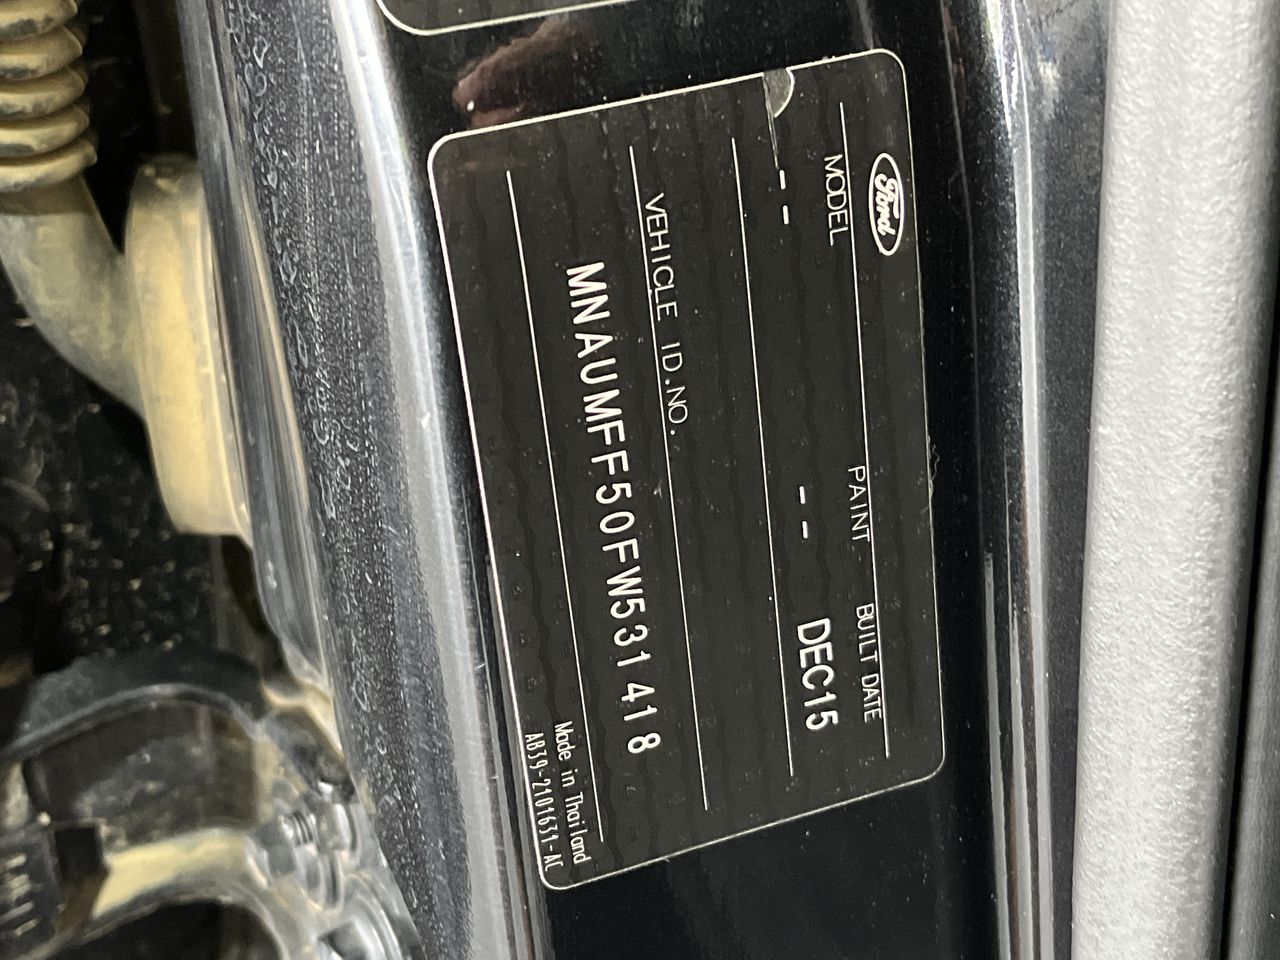 Ford
MODEL PAINT BUILT DATE
-- -- DEC15
VEHICLE ID.NO.
MNAUMFF50FW531418
Made in Thailand
AB39-2101631-AC